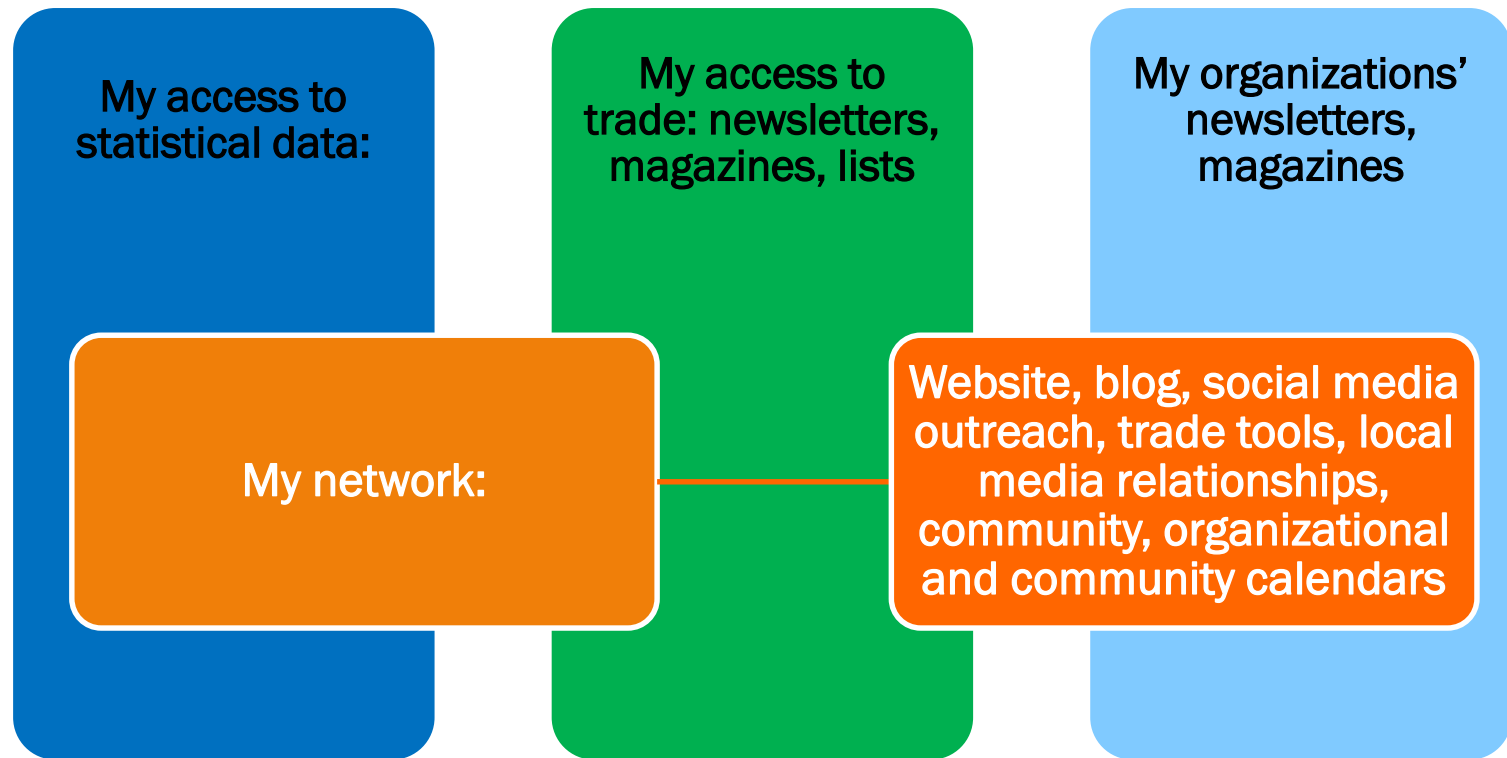 My access to
statistical data:
My access to
trade: newsletters,
magazines, lists
My organizations’
newsletters,
magazines
My network:
Website, blog, social media
outreach, trade tools, local
media relationships,
community, organizational
and community calendars